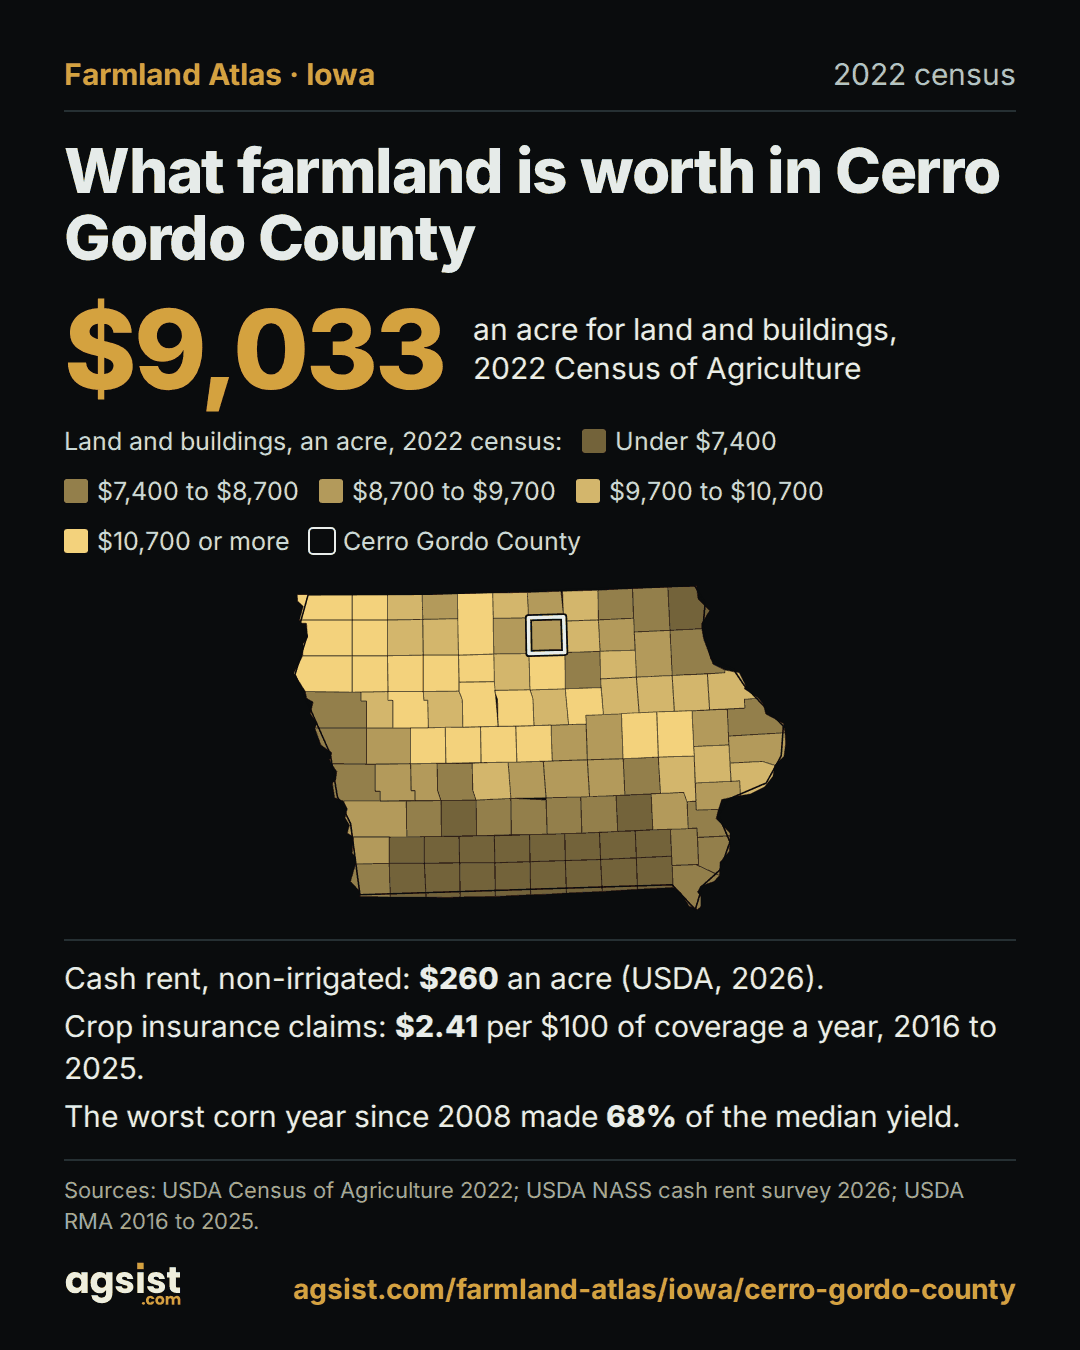 Farmland Atlas · Iowa
2022 census
What farmland is worth in Cerro
Gordo County
$9,033
an acre for land and buildings,
2022 Census of Agriculture
Land and buildings, an acre, 2022 census: Under $7,400
$7,400 to $8,700 $8,700 to $9,700 $9,700 to $10,700
$10,700 or more Cerro Gordo County
Cash rent, non-irrigated: $260 an acre (USDA, 2026).
Crop insurance claims: $2.41 per $100 of coverage a year, 2016 to
2025.
The worst corn year since 2008 made 68% of the median yield.
Sources: USDA Census of Agriculture 2022; USDA NASS cash rent survey 2026; USDA
RMA 2016 to 2025.
agsist
.com
agsist.com/farmland-atlas/iowa/cerro-gordo-county